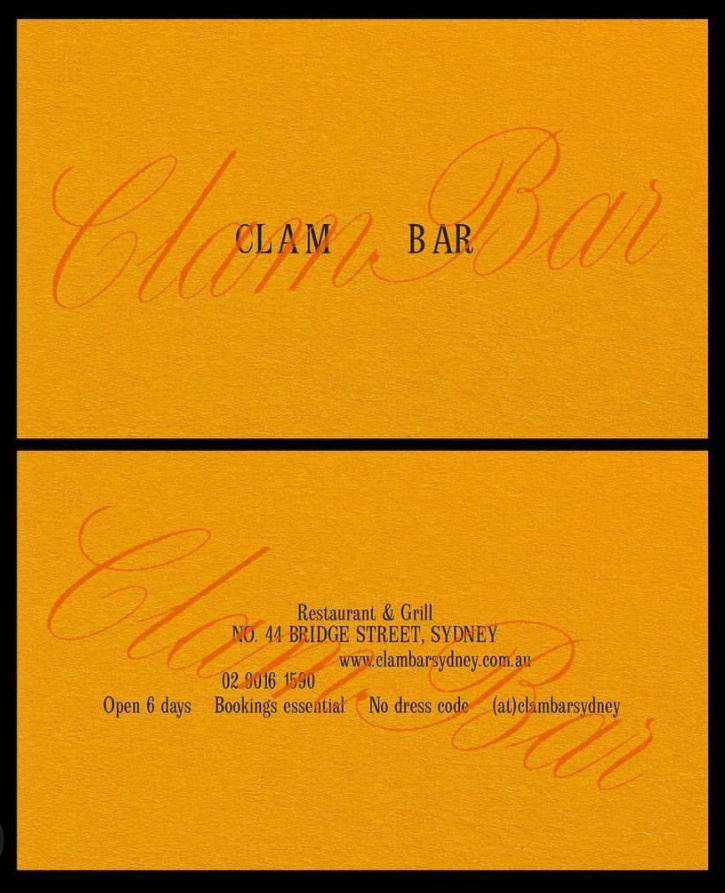 Clam Bar
CLAM BAR
Clam Bar
Restaurant & Grill
NO. 44 BRIDGE STREET, SYDNEY
www.clambarsydney.com.au
02 9016 1590
Open 6 days Bookings essential No dress code (at)clambarsydney